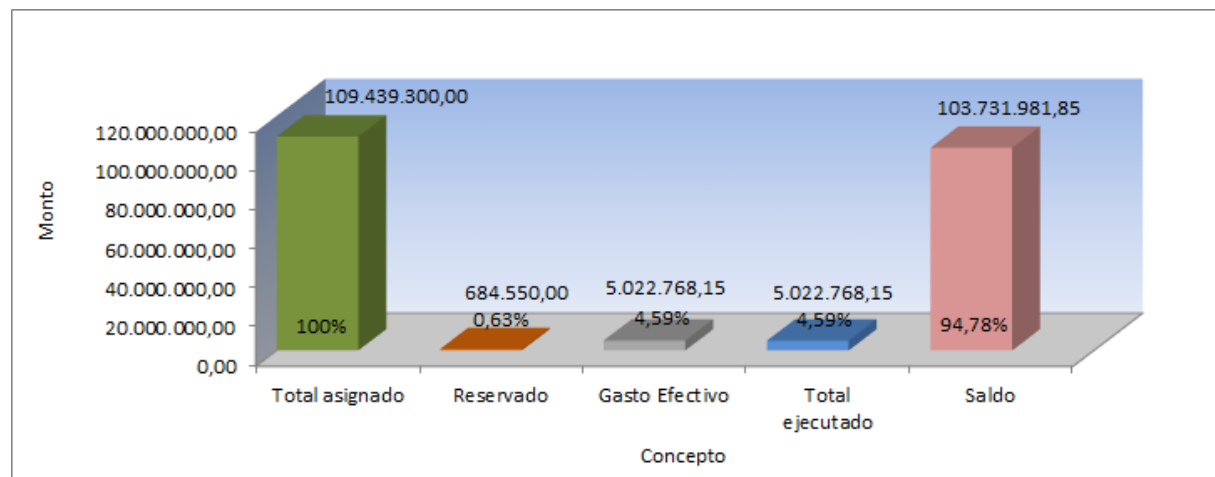 109.439.300,00
103.731.981,85
120.000.000,00
100.000.000,00
80.000.000,00
60.000.000,00
40.000.000,00
20.000.000,00
0,00
Monto
684.550,00
5.022.768,15
5.022.768,15
100%
0,63%
4,59%
4,59%
94,78%
Total asignado
Reservado
Gasto Efectivo
Total
ejecutado
Saldo
Concepto